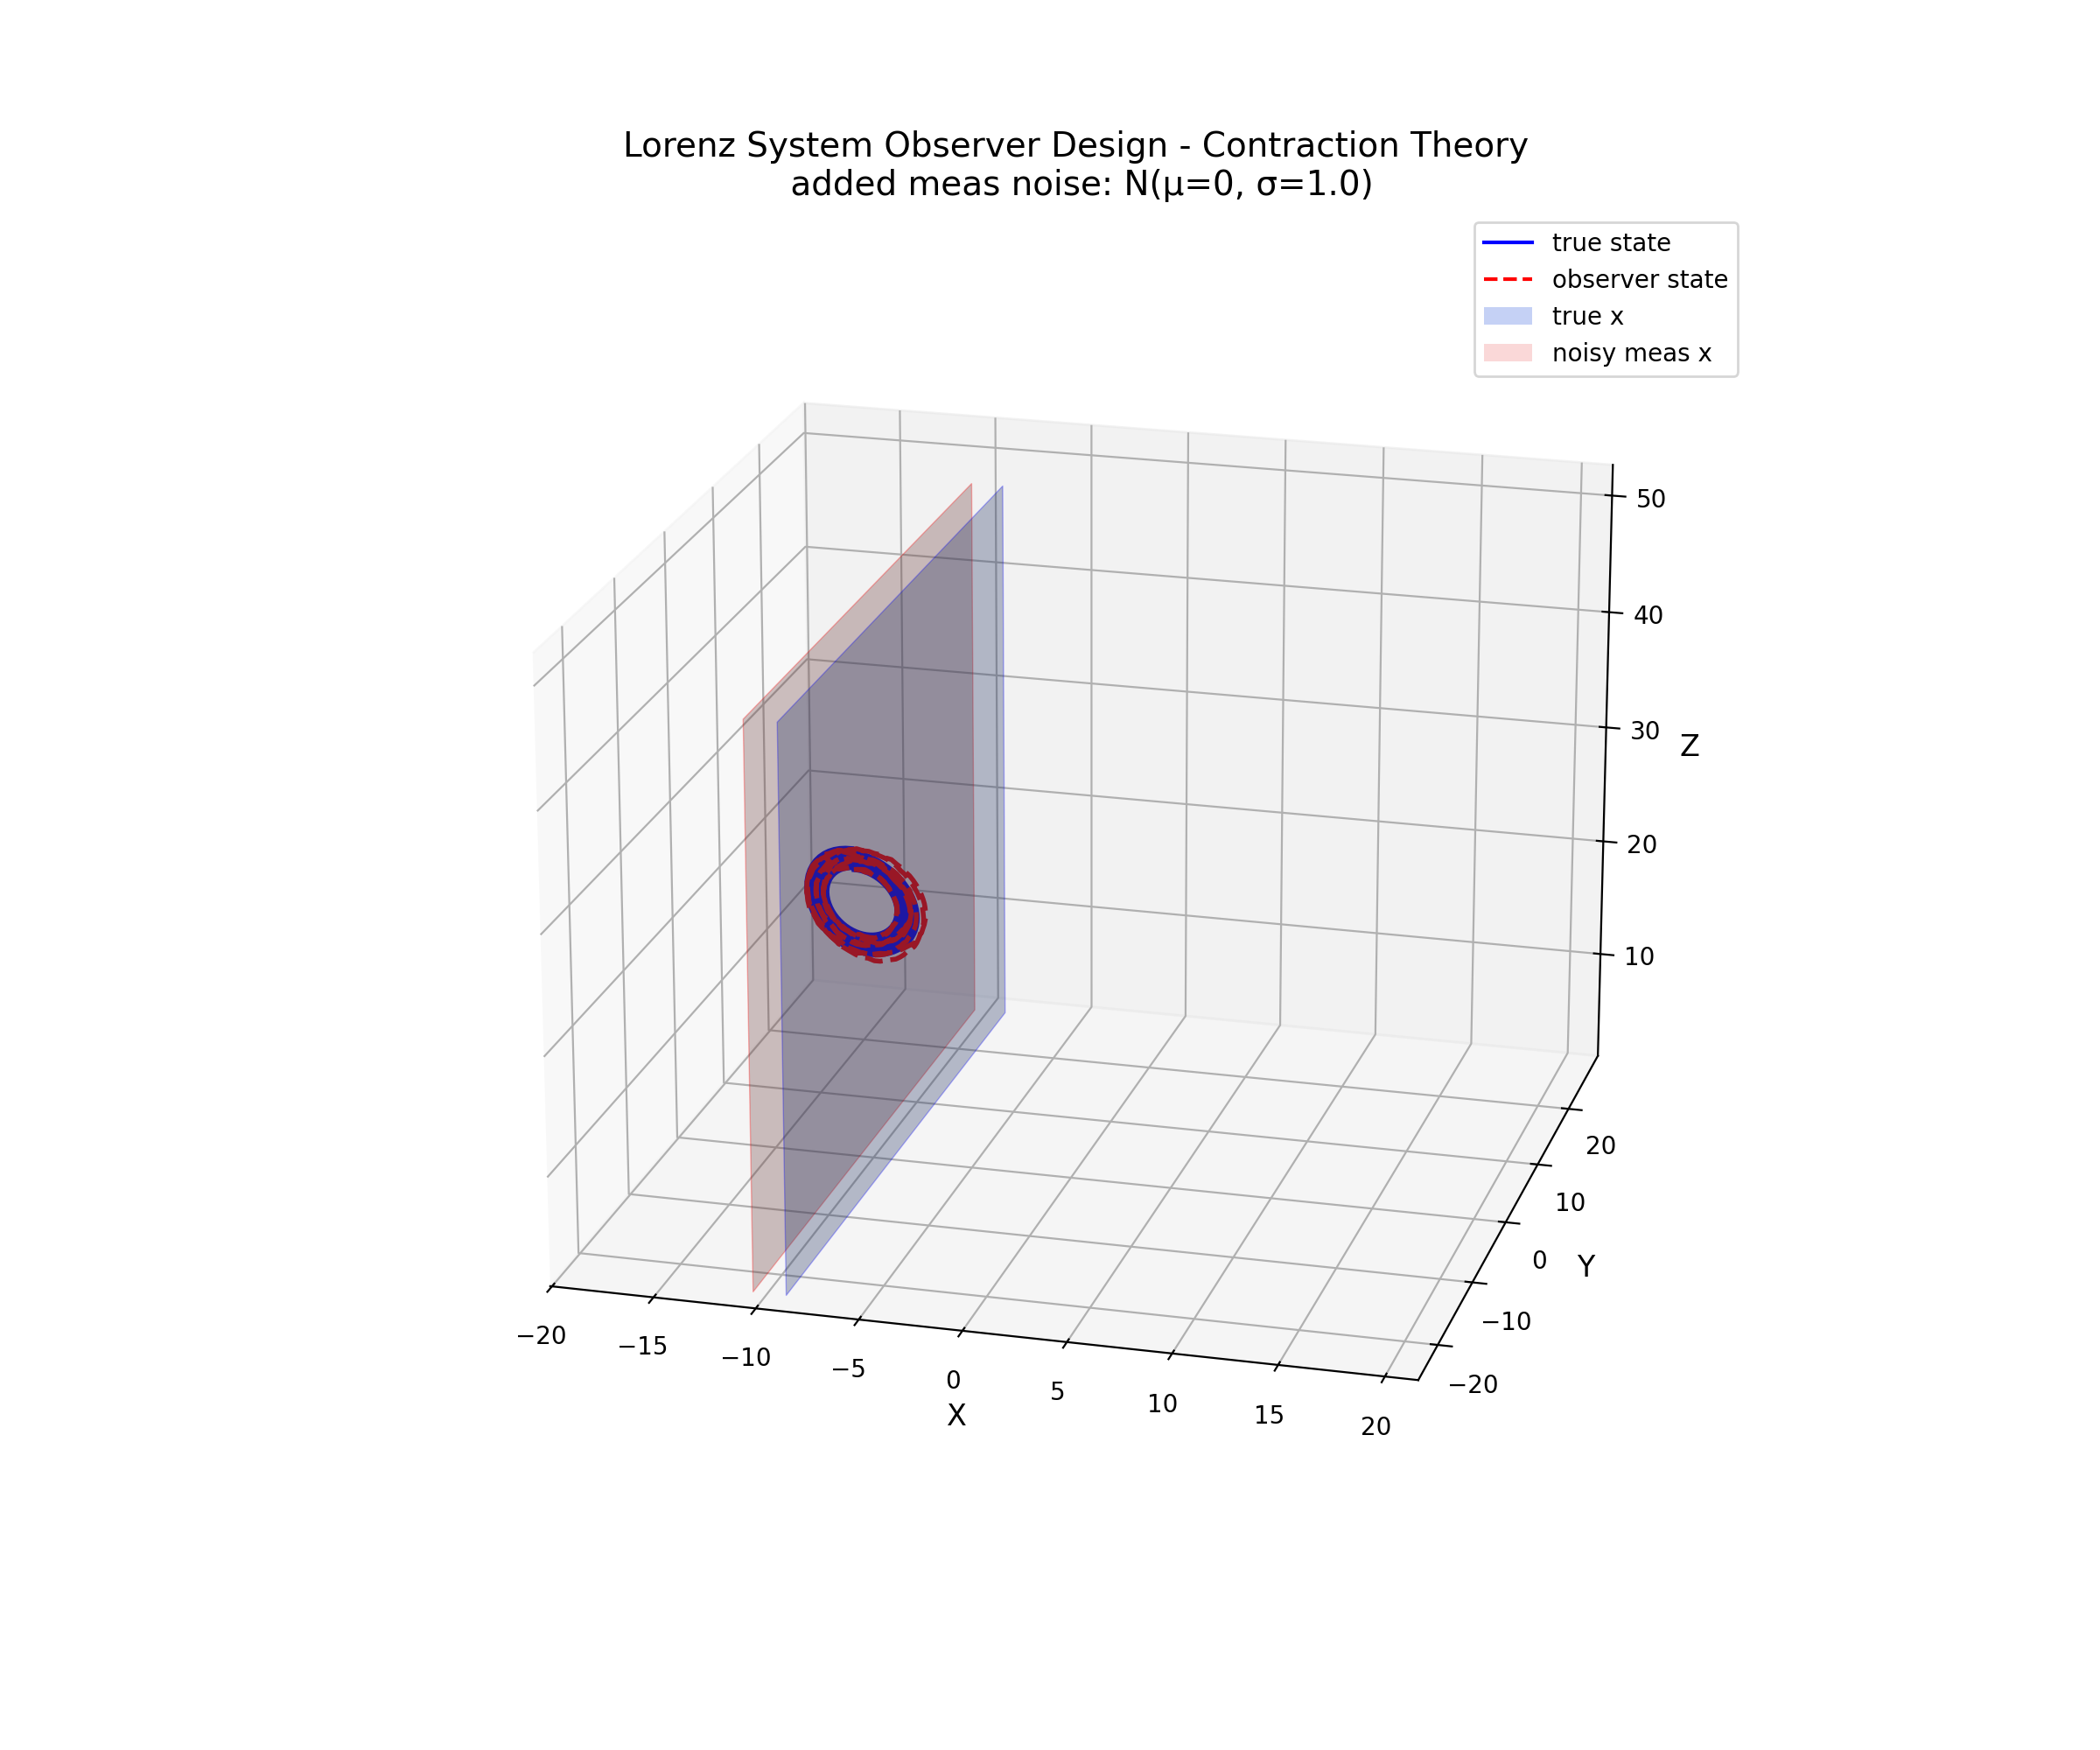 Lorenz System Observer Design - Contraction Theory
added meas noise: N(μ=0, σ=1.0)
true state
observer state
true x
noisy meas x
50
40
30
Z
20
10
20
10
0
Y
−10
−20
−20
−15
−10
−5
0
5
10
15
20
X